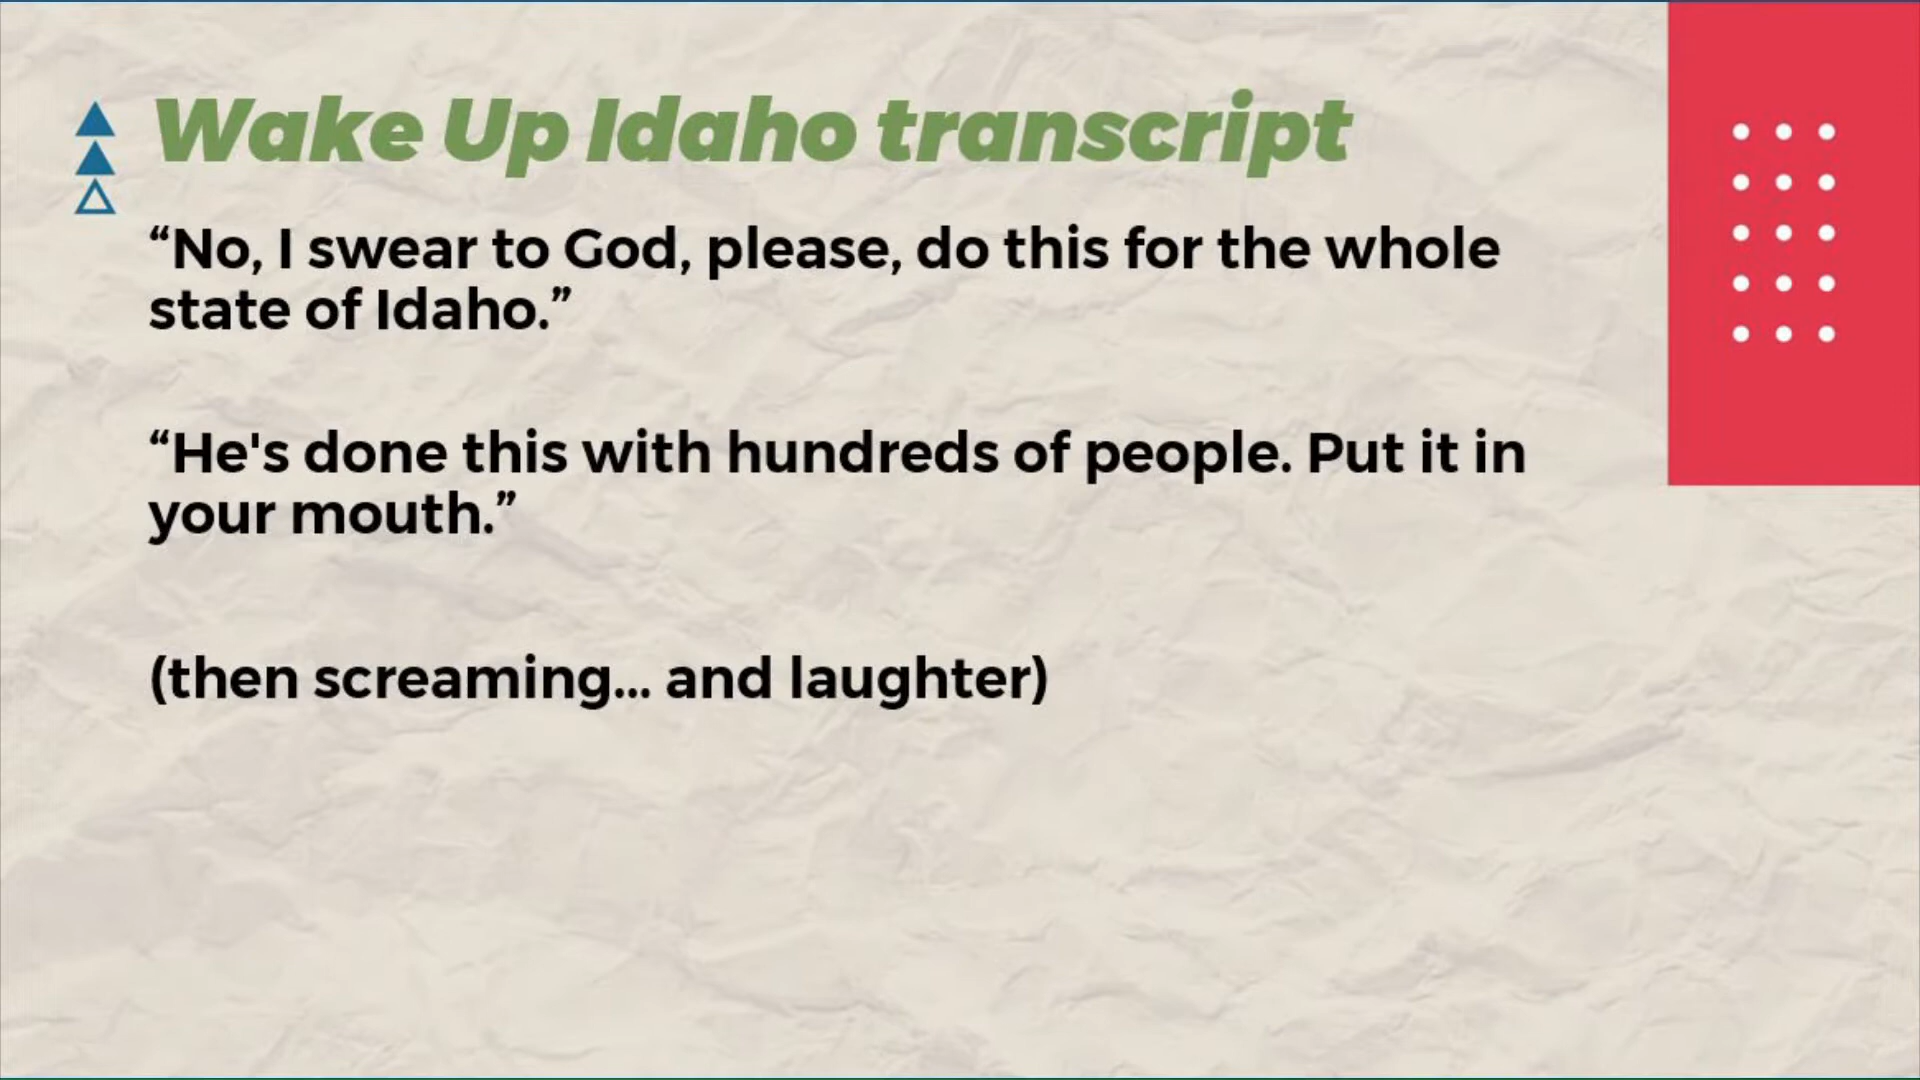 Wake Up Idaho transcript
“No, I swear to God, please, do this for the whole
state of Idaho.”
“He's done this with hundreds of people. Put it in
your mouth.”
(then screaming... and laughter)